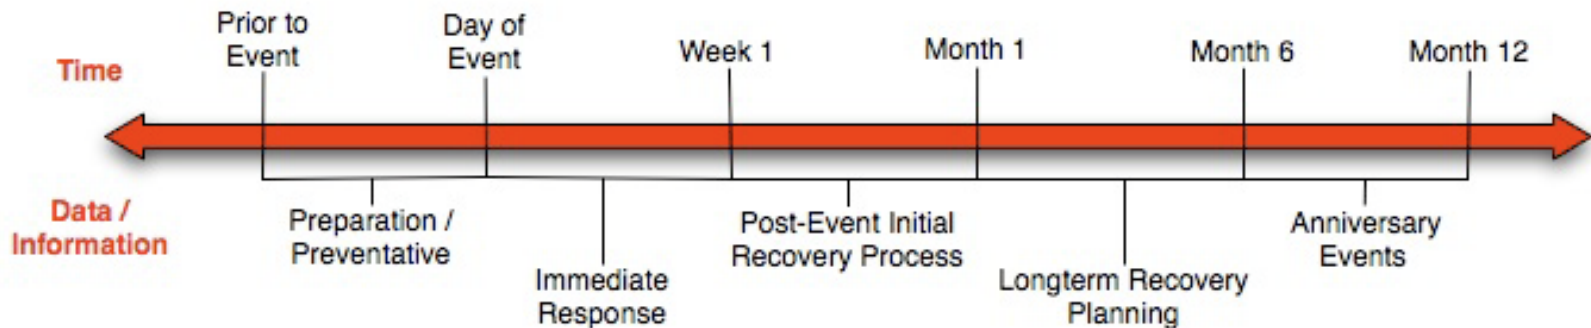 Time
Prior to
Event
Day of
Event
Week 1
Month 1
Month 6
Month 12
Data /
Information
Preparation /
Preventative
Immediate
Response
Post-Event Initial
Recovery Process
Longterm Recovery
Planning
Anniversary
Events